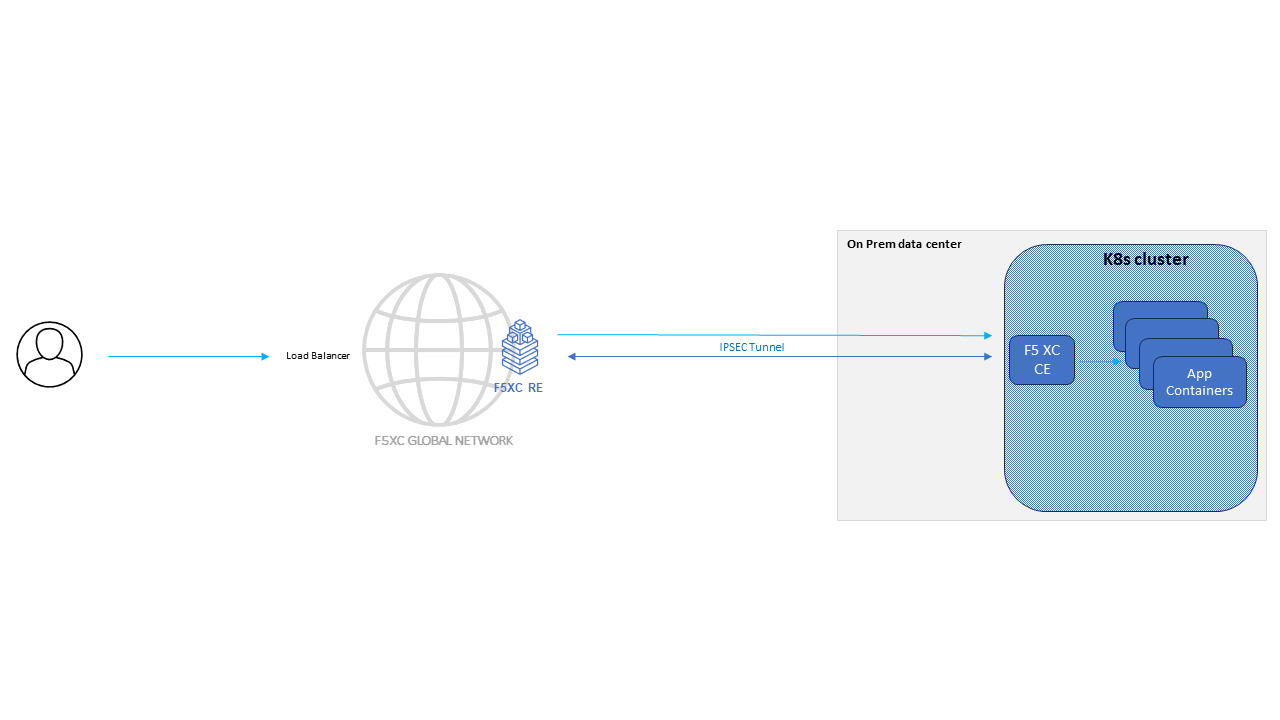 On Prem data center
K8s cluster
Load Balancer
F5XC RE
F5XC GLOBAL NETWORK
IPSEC Tunnel
F5 XC
CE
App
Containers